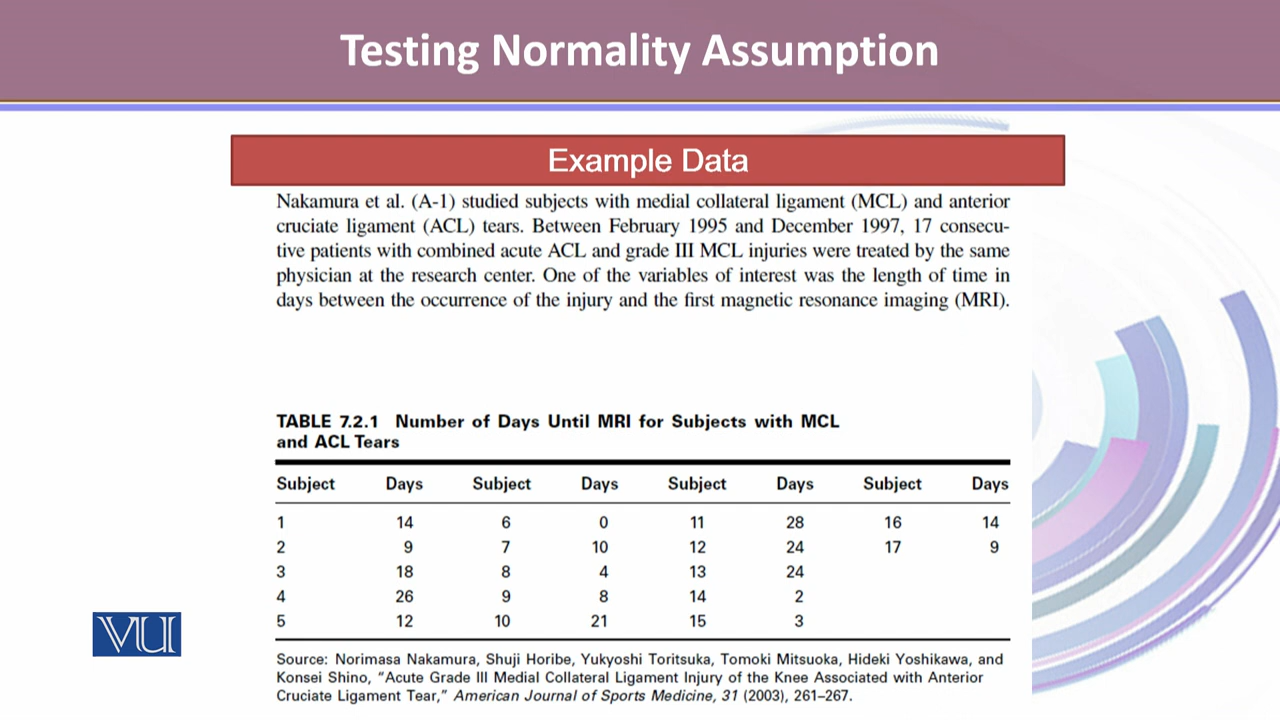 Testing Normality Assumption
Example Data
Nakamura et al. (A-1) studied subjects with medial collateral ligament (MCL) and anterior
cruciate ligament (ACL) tears. Between February 1995 and December 1997, 17 consecu-
tive patients with combined acute ACL and grade III MCL injuries were treated by the same
physician at the research center. One of the variables of interest was the length of time in
days between the occurrence of the injury and the first magnetic resonance imaging (MRI).
TABLE 7.2.1 Number of Days Until MRI for Subjects with MCL
and ACL Tears
Subject Days Subject Days Subject Days Subject Days
1 14 6 0 11 28 16 14
2 9 7 10 12 24 17 9
3 18 8 4 13 24
4 26 9 8 14 2
5 12 10 21 15 3
VU
Source: Norimasa Nakamura, Shuji Horibe, Yukyoshi Toritsuka, Tomoki Mitsuoka, Hideki Yoshikawa, and
Konsei Shino, “Acute Grade III Medial Collateral Ligament Injury of the Knee Associated with Anterior
Cruciate Ligament Tear,” American Journal of Sports Medicine, 31 (2003), 261–267.